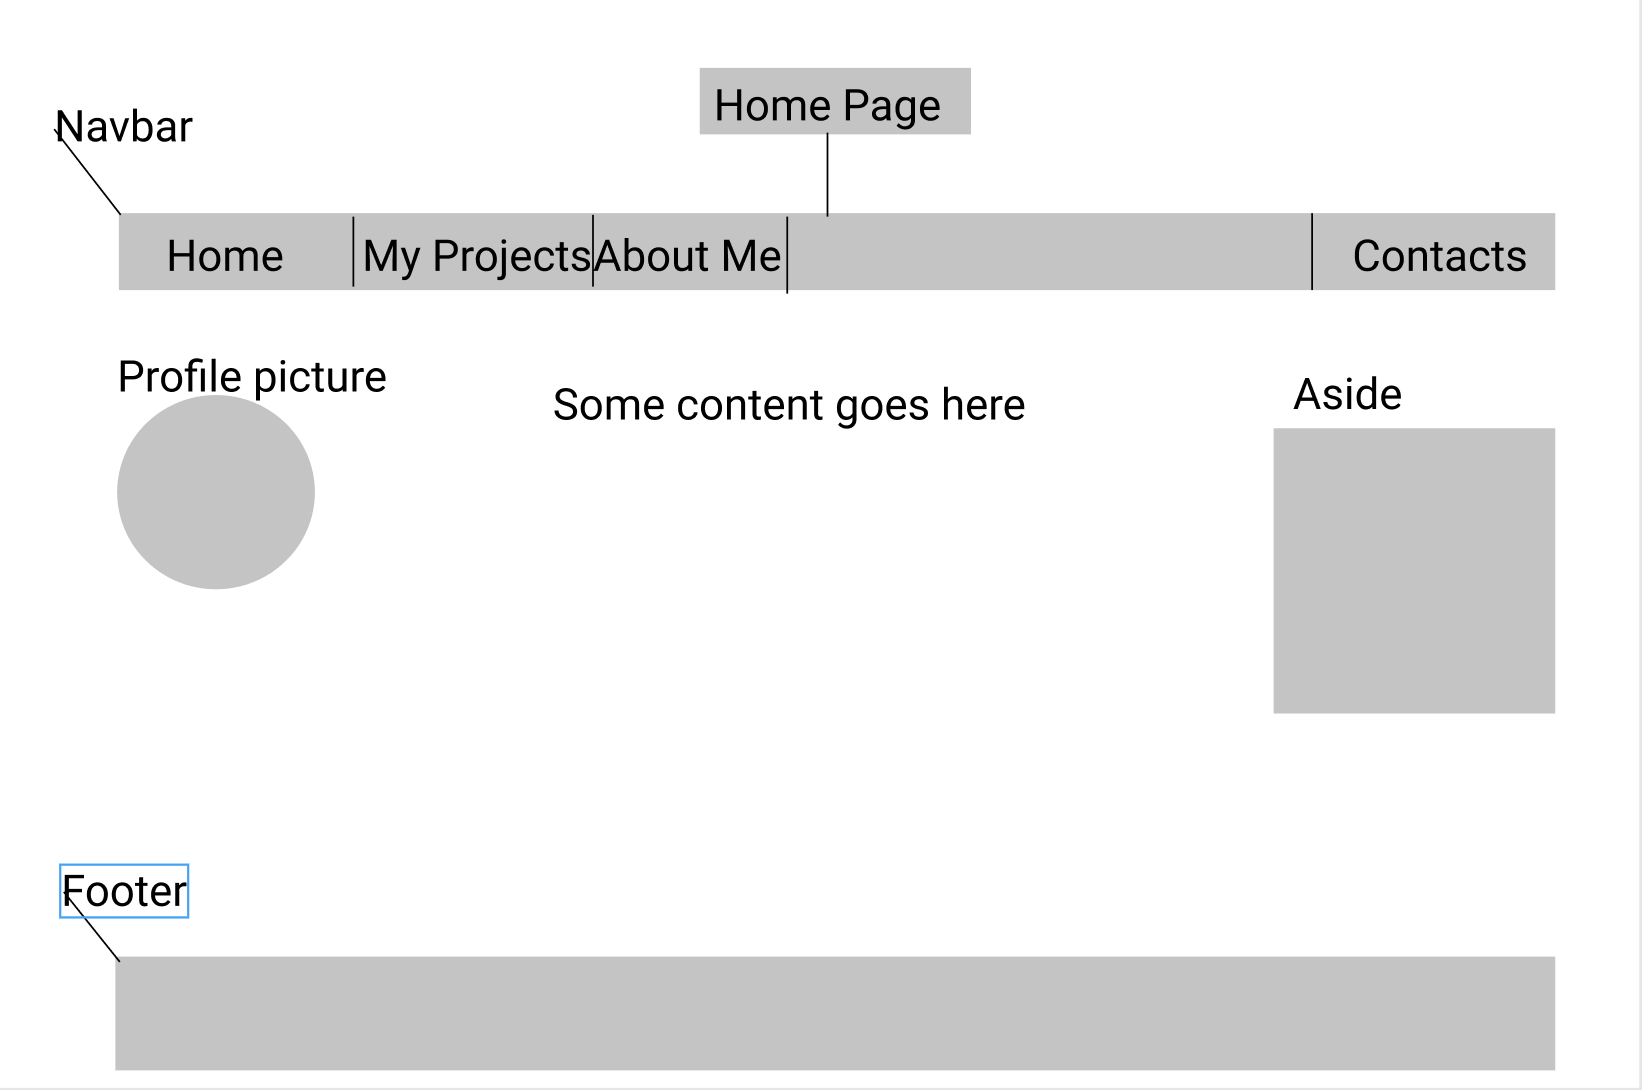 Home Page
Navbar
Home
My Projects
About Me
Contacts
Profile picture
Some content goes here
Aside
Footer